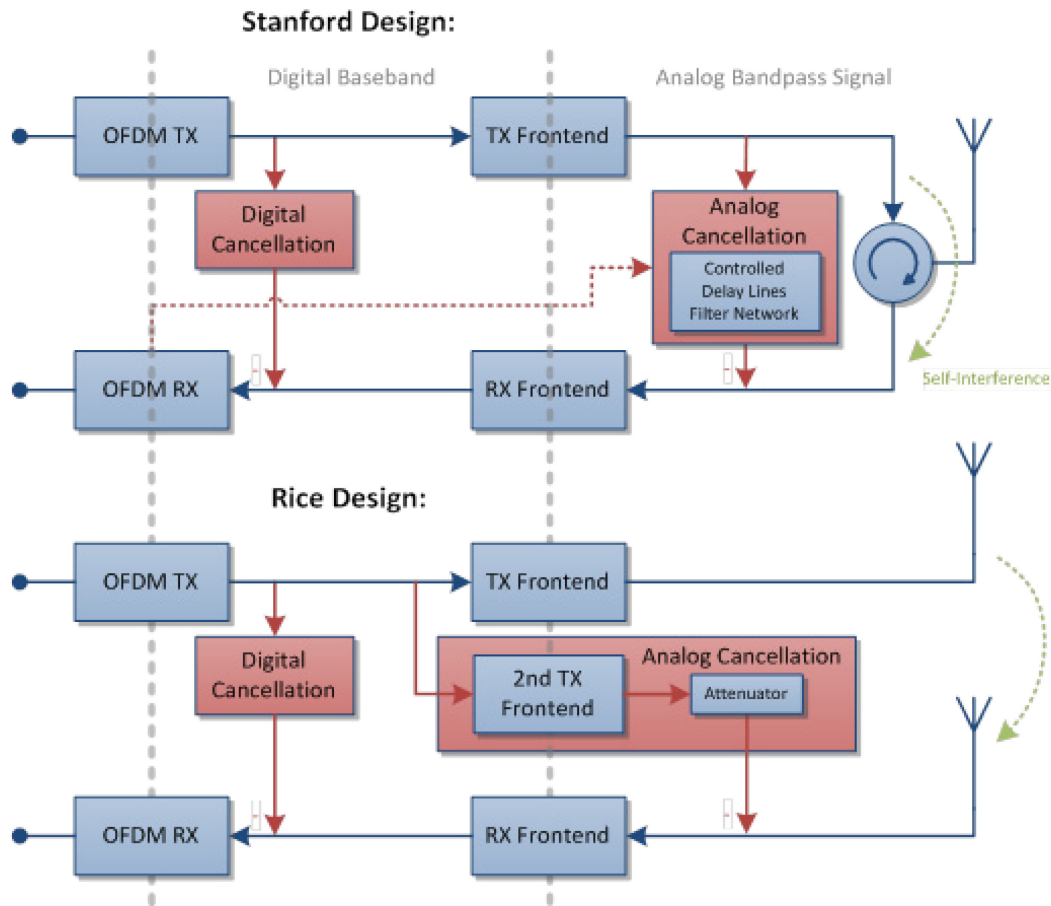 Stanford Design:
Digital Baseband
Analog Bandpass Signal
OFDM TX
TX Frontend
Digital
Cancellation
Analog
Cancellation
Controlled
Delay Lines
Filter Network
-
-
OFDM RX
RX Frontend
Self-Interference
Rice Design:
OFDM TX
TX Frontend
Digital
Cancellation
Analog Cancellation
2nd TX
Frontend
Attenuator
-
-
OFDM RX
RX Frontend